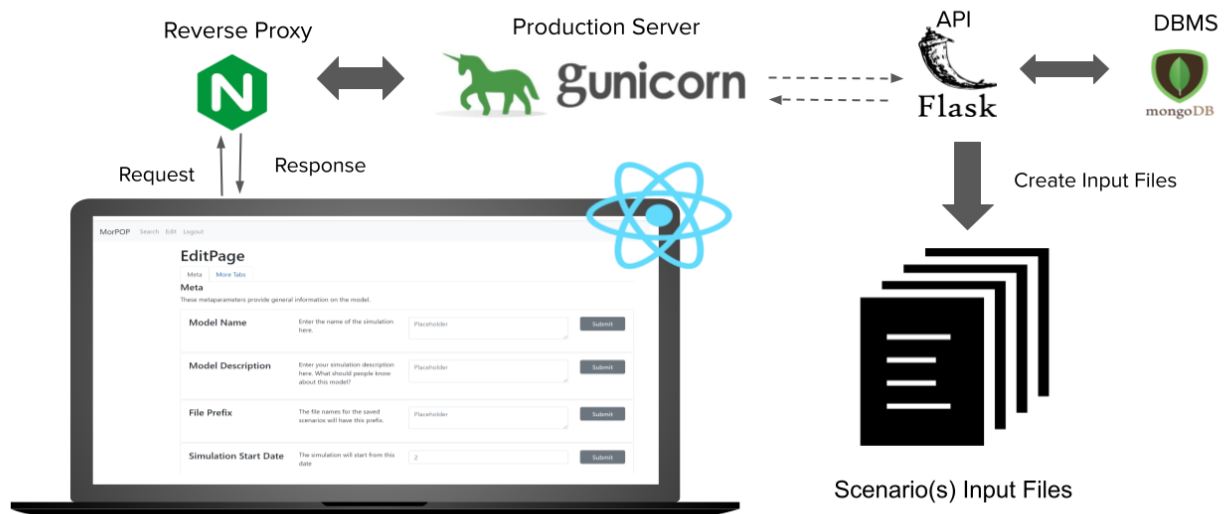 Reverse Proxy
Production Server
API
DBMS
N
gunicorn
Flask
mongoDB
Request
Response
Create Input Files
MorPOP Search Edit Logout
EditPage
Meta More Tabs
Meta
These metaparameters provide general information on the model.
Model Name
Enter the name of the simulation
here.
Placeholder
Submit
Model Description
Enter your simulation description
here. What should people know
about this model?
Placeholder
Submit
File Prefix
The file names for the saved
scenarios will have this prefix.
Placeholder
Submit
Simulation Start Date
The simulation will start from this
date
2
Submit
Scenario(s) Input Files